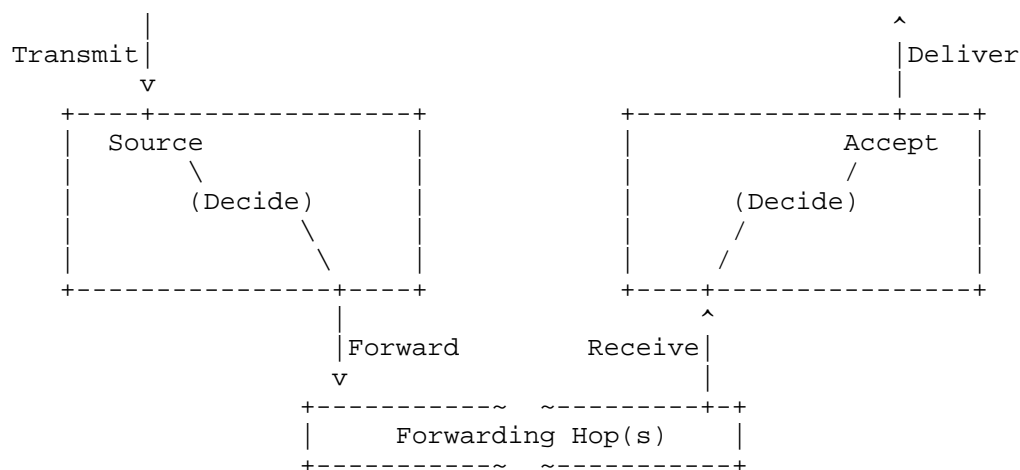 Transmit Deliver
Source Accept
(Decide) (Decide)
Forward Receive
Forwarding Hop(s)